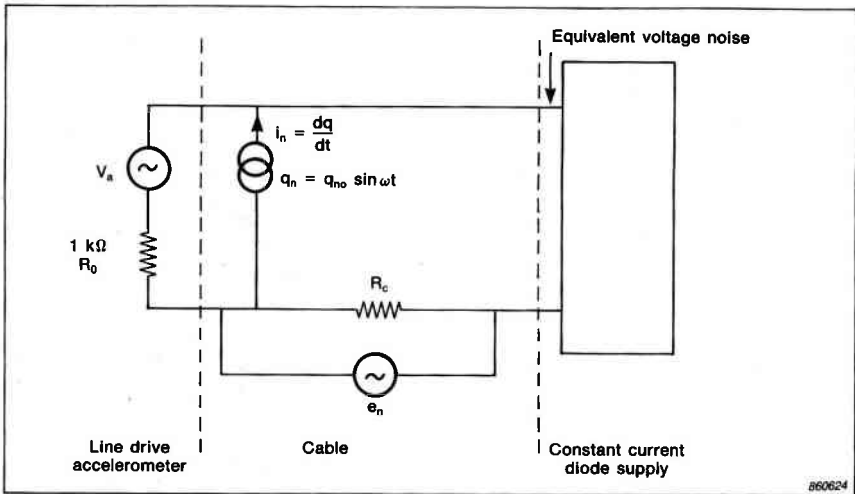 Equivalent voltage noise
i_n = dq/dt
q_n = q_no sin ωt
V_a
1 kΩ
R_0
R_c
e_n
Line drive
accelerometer
Cable
Constant current
diode supply
860624